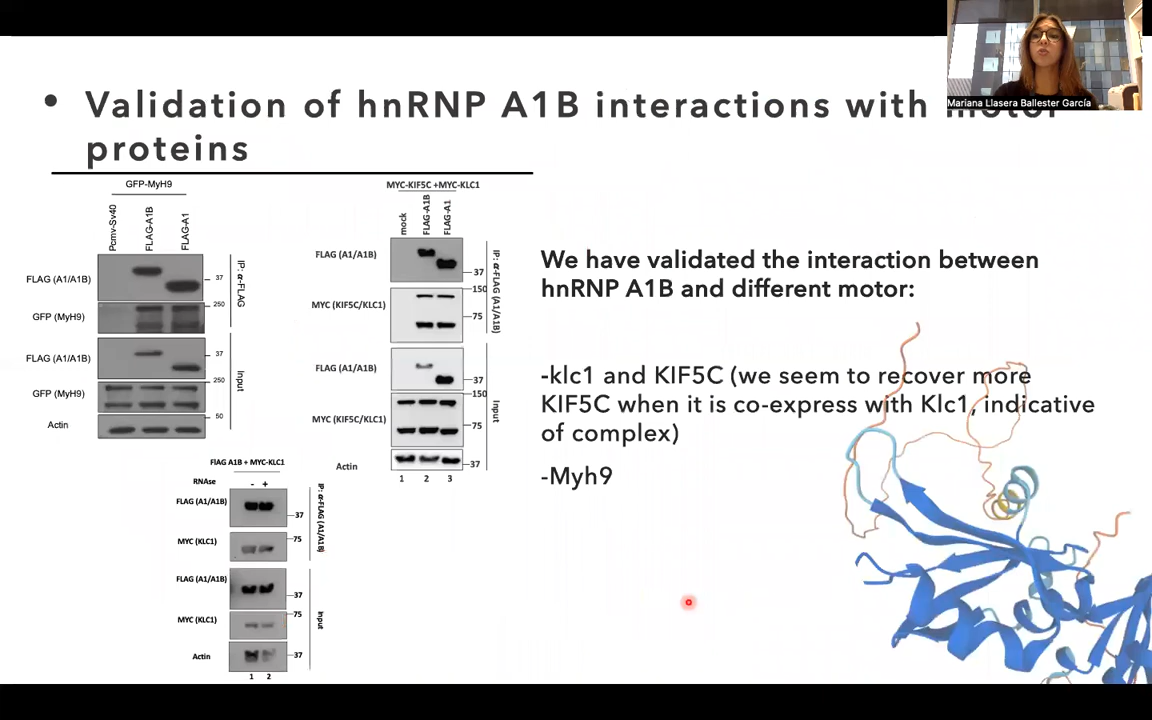 Mariana Llasera Ballester García
• Validation of hnRNP A1B interactions with motor
proteins
GFP-MyH9
Pcmv-Sv40
FLAG-A1B
FLAG-A1
FLAG (A1/A1B)
37
250
GFP (MyH9)
IP: α-FLAG
FLAG (A1/A1B)
37
250
GFP (MyH9)
50
Actin
Input
MYC-KIF5C +MYC-KLC1
mock
FLAG-A1B
FLAG-A1
FLAG (A1/A1B)
37
150
MYC (KIF5C/KLC1)
75
IP: α-FLAG (A1/A1B)
FLAG (A1/A1B)
37
150
MYC (KIF5C/KLC1)
75
Actin
37
Input
1 2 3
FlAG A1B + MYC-KLC1
RNAse - +
FLAG (A1/A1B)
37
75
MYC (KLC1)
IP: α-FLAG (A1/A1B)
FLAG (A1/A1B)
37
75
MYC (KLC1)
Actin
37
Input
1 2
We have validated the interaction between
hnRNP A1B and different motor:
-klc1 and KIF5C (we seem to recover more
KIF5C when it is co-express with Klc1, indicative
of complex)
-Myh9